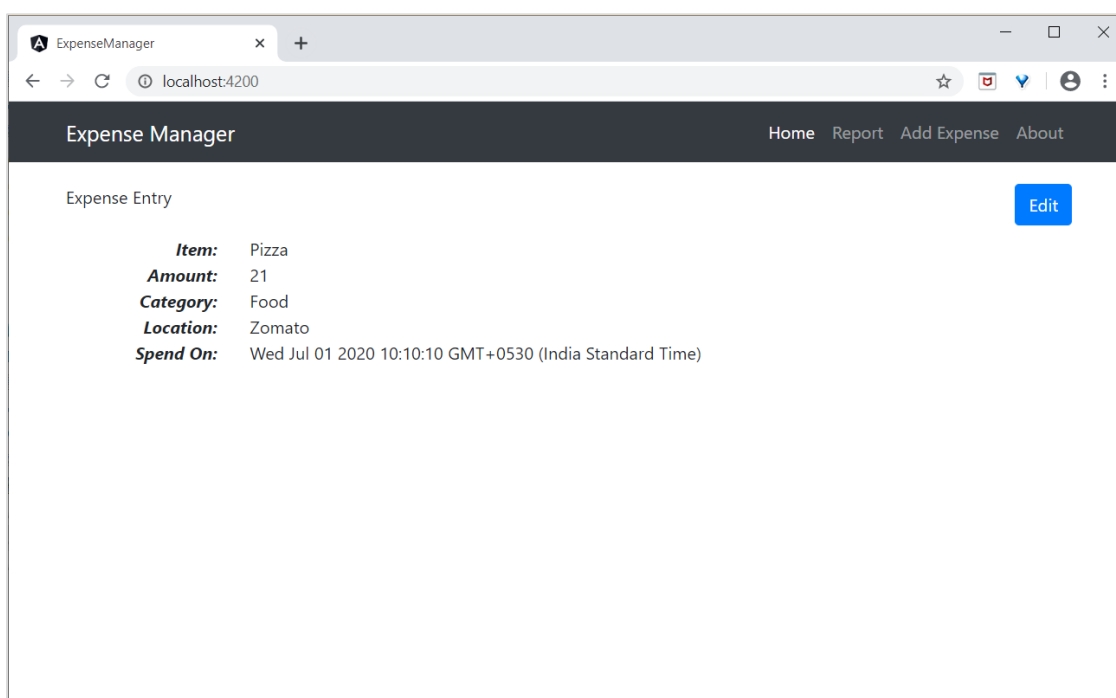 ExpenseManager
localhost:4200
Expense Manager Home Report Add Expense About
Expense Entry Edit
Item: Pizza
Amount: 21
Category: Food
Location: Zomato
Spend On: Wed Jul 01 2020 10:10:10 GMT+0530 (India Standard Time)